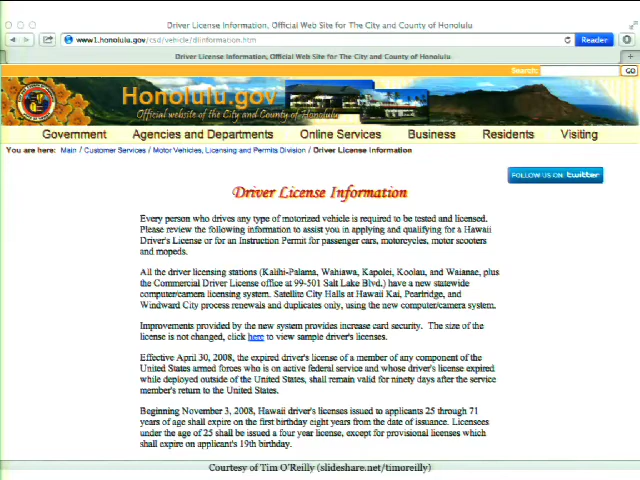 Driver License Information, Official Web Site for The City and County of Honolulu
www1.honolulu.gov/csd/vehicle/dlinformation.htm
Reader
Driver License Information, Official Web Site for The City and County of Honolulu
Search:
GO
Honolulu.gov
Official website of the City and County of Honolulu
Government Agencies and Departments Online Services Business Residents Visiting
You are here: Main / Customer Services / Motor Vehicles, Licensing and Permits Division / Driver License Information
FOLLOW US ON twitter
Driver License Information
Every person who drives any type of motorized vehicle is required to be tested and licensed.
Please review the following information to assist you in applying and qualifying for a Hawaii
Driver's License or for an Instruction Permit for passenger cars, motorcycles, motor scooters
and mopeds.
All the driver licensing stations (Kalihi-Palama, Wahiawa, Kapolei, Koolau, and Waianae, plus
the Commercial Driver License office at 99-501 Salt Lake Blvd.) have a new statewide
computer/camera licensing system. Satellite City Halls at Hawaii Kai, Pearlridge, and
Windward City process renewals and duplicates only, using the new computer/camera system.
Improvements provided by the new system provides increase card security. The size of the
license is not changed, click here to view sample driver's licenses.
Effective April 30, 2008, the expired driver's license of a member of any component of the
United States armed forces who is on active federal service and whose driver's license expired
while deployed outside of the United States, shall remain valid for ninety days after the service
member's return to the United States.
Beginning November 3, 2008, Hawaii driver's licenses issued to applicants 25 through 71
years of age shall expire on the first birthday eight years from the date of issuance. Licensees
under the age of 25 shall be issued a four year license, except for provisional licenses which
shall expire on applicant's 19th birthday.
Courtesy of Tim O'Reilly (slideshare.net/timoreilly)